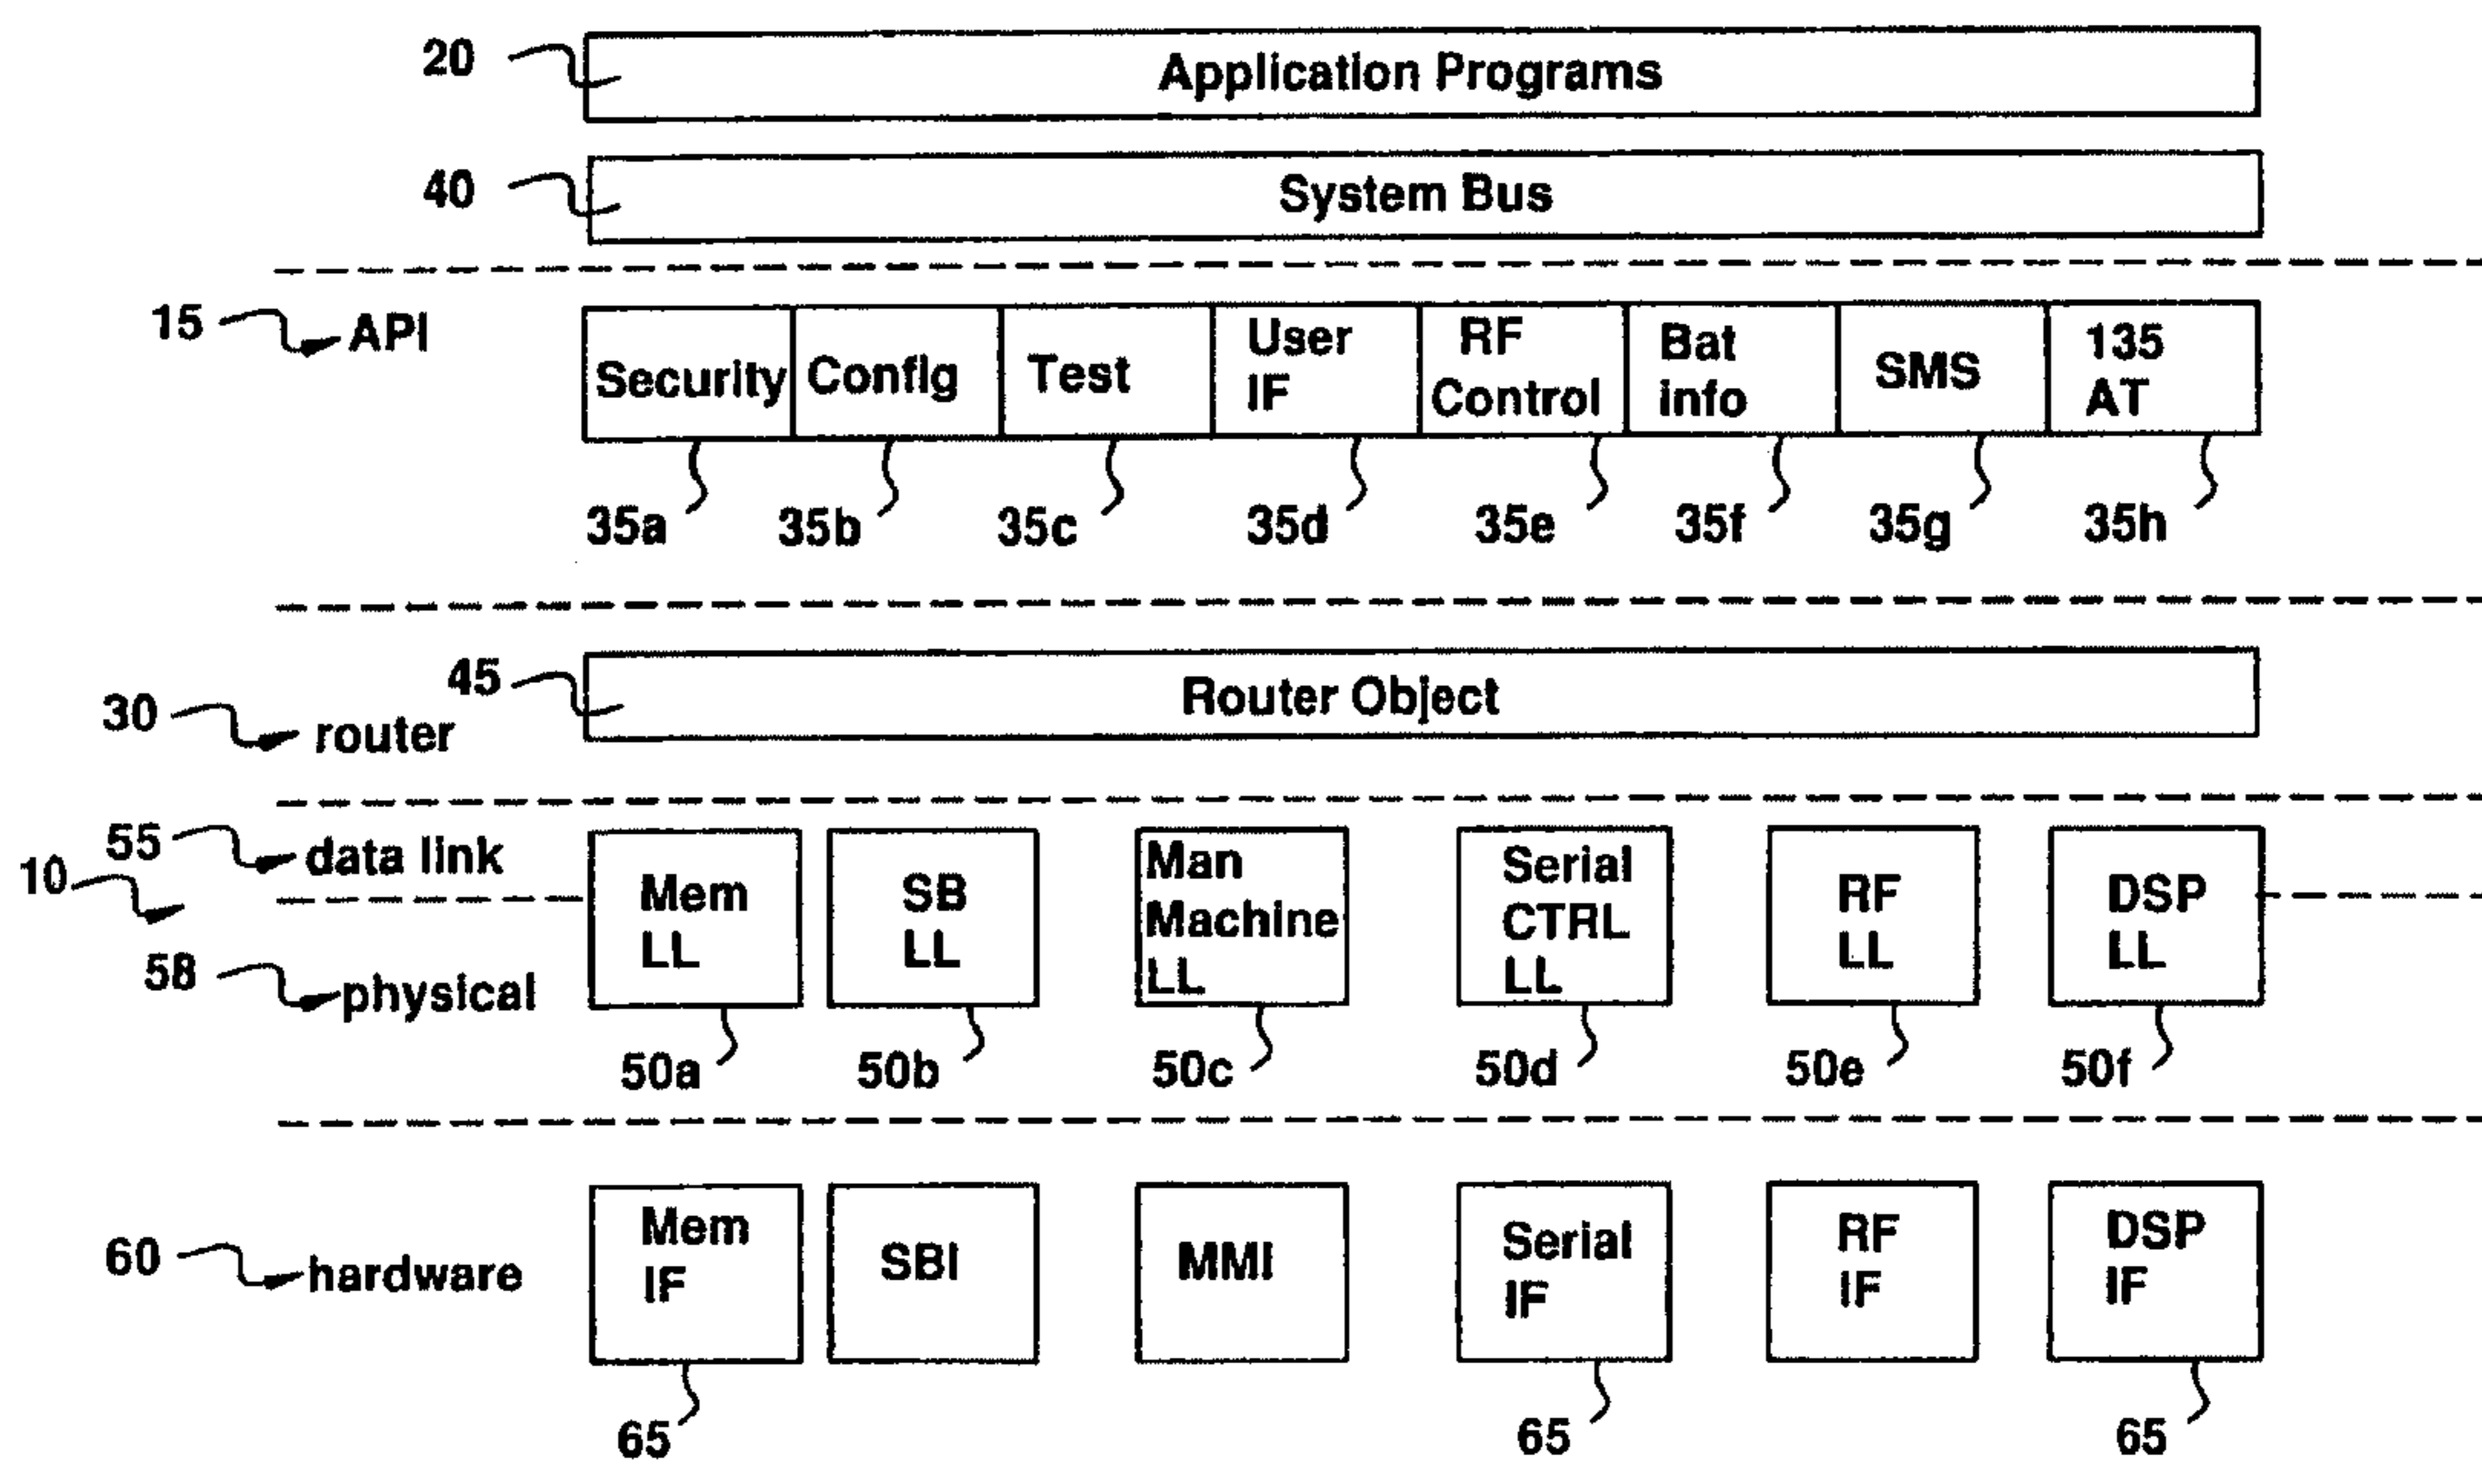 20 Application Programs
40 System Bus
15 API
Security Config Test User IF RF Control Bat info SMS 135 AT
35a 35b 35c 35d 35e 35f 35g 35h
45 Router Object
30 router
55 data link
10
58 physical
Mem LL
SB LL
Man Machine LL
Serial CTRL LL
RF LL
DSP LL
50a 50b 50c 50d 50e 50f
60 hardware
Mem IF
SBI
MMI
Serial IF
RF IF
DSP IF
65 65 65